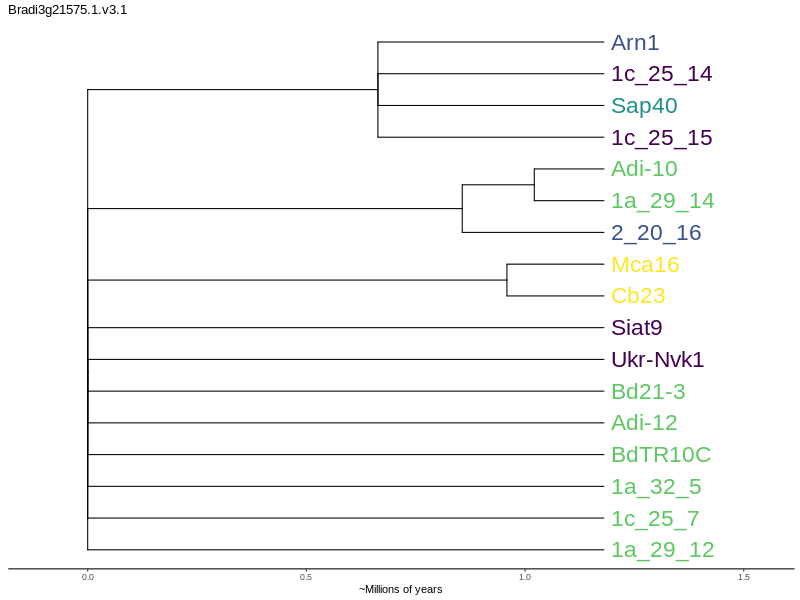 Bradi3g21575.1.v3.1
Arn1
1c_25_14
Sap40
1c_25_15
Adi-10
1a_29_14
2_20_16
Mca16
Cb23
Siat9
Ukr-Nvk1
Bd21-3
Adi-12
BdTR10C
1a_32_5
1c_25_7
1a_29_12
0.0 0.5 1.0 1.5
~Millions of years